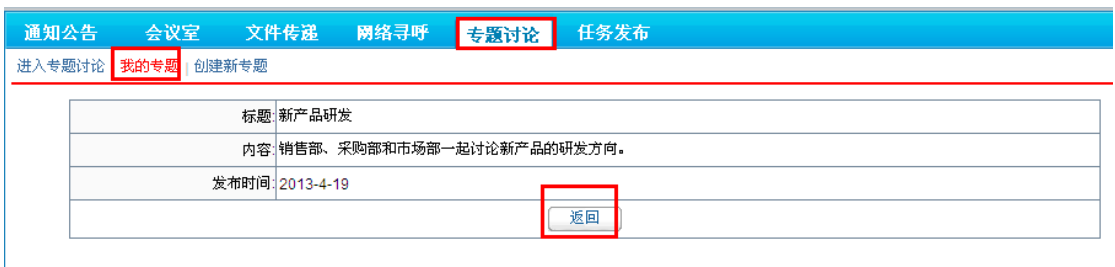 通知公告 会议室 文件传递 网络寻呼 专题讨论 任务发布
进入专题讨论 我的专题 | 创建新专题
标题: 新产品研发
内容: 销售部、采购部和市场部一起讨论新产品的研发方向。
发布时间: 2013-4-19
返回